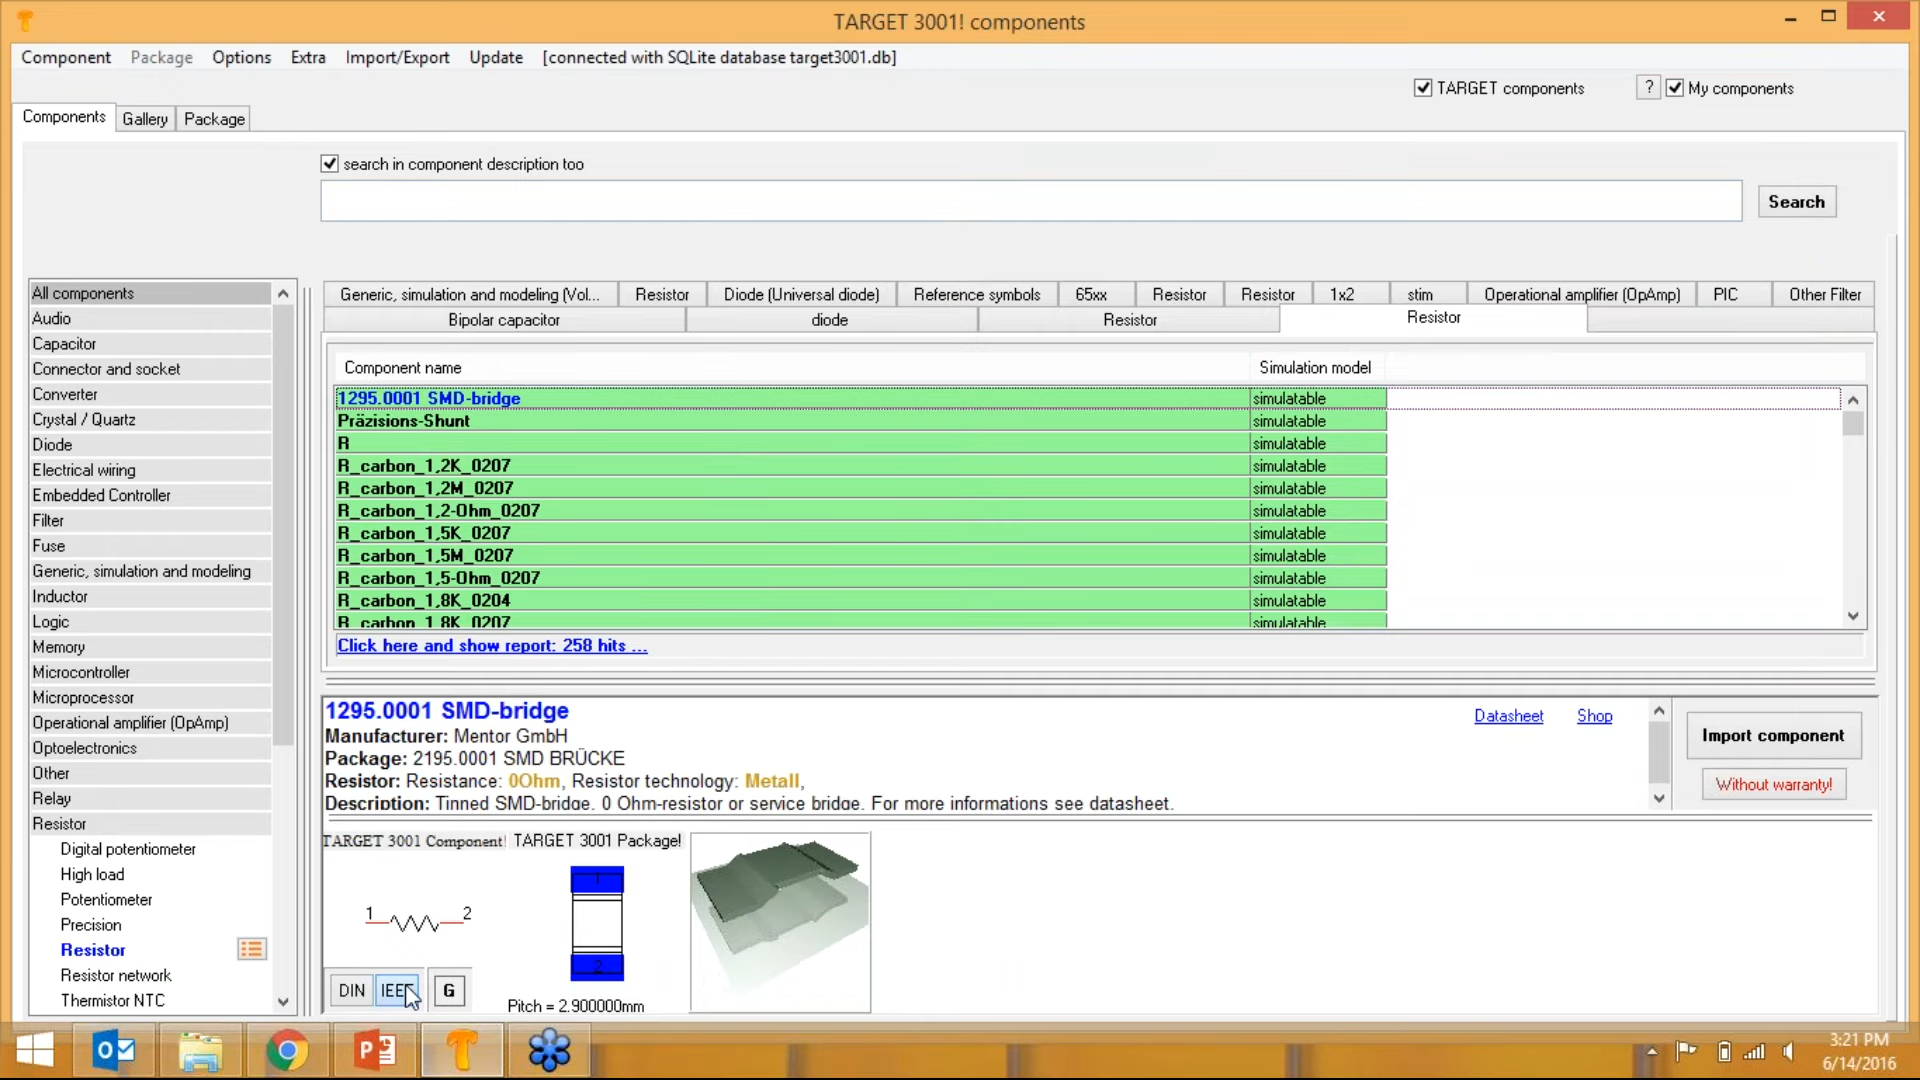 TARGET 3001! components
Component Package Options Extra Import/Export Update [connected with SQLite database target3001.db]
TARGET components ? My components
Components Gallery Package
search in component description too
Search
All components
Audio
Capacitor
Connector and socket
Converter
Crystal / Quartz
Diode
Electrical wiring
Embedded Controller
Filter
Fuse
Generic, simulation and modeling
Inductor
Logic
Memory
Microcontroller
Microprocessor
Operational amplifier (OpAmp)
Optoelectronics
Other
Relay
Resistor
Digital potentiometer
High load
Potentiometer
Precision
Resistor
Resistor network
Thermistor NTC
Generic, simulation and modeling (Vol... Resistor Diode (Universal diode) Reference symbols 65xx Resistor Resistor 1x2 stim Operational amplifier (OpAmp) PIC Other Filter
Bipolar capacitor diode Resistor Resistor
Component name Simulation model
1295.0001 SMD-bridge simulatable
Präzisions-Shunt simulatable
R simulatable
R_carbon_1,2K_0207 simulatable
R_carbon_1,2M_0207 simulatable
R_carbon_1,2-Ohm_0207 simulatable
R_carbon_1,5K_0207 simulatable
R_carbon_1,5M_0207 simulatable
R_carbon_1,5-Ohm_0207 simulatable
R_carbon_1,8K_0204 simulatable
R_carbon_1,8K_0207 simulatable
Click here and show report: 258 hits ...
1295.0001 SMD-bridge Datasheet Shop
Manufacturer: Mentor GmbH
Package: 2195.0001 SMD BRÜCKE
Resistor: Resistance: 0Ohm, Resistor technology: Metall,
Description: Tinned SMD-bridge. 0 Ohm-resistor or service bridge. For more informations see datasheet.
Import component
Without warranty!
TARGET 3001 Component! TARGET 3001 Package!
1 2
1
2
DIN IEEE G
Pitch = 2.900000mm
3:21 PM
6/14/2016